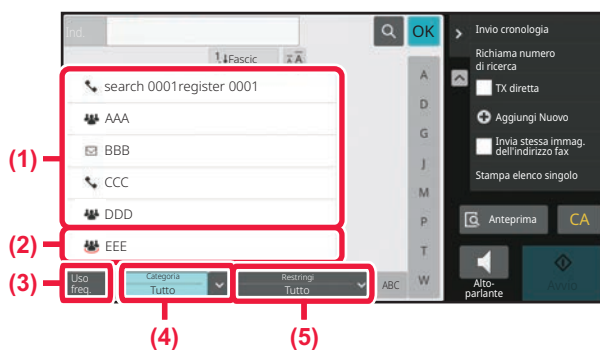 Ind.
OK
1 Fascic
search 0001register 0001
AAA
BBB
CCC
DDD
EEE
A
D
G
J
M
P
T
W
Uso
freq.
Categoria
Tutto
Restringi
Tutto
ABC
Invio cronologia
Richiama numero
di ricerca
TX diretta
Aggiungi Nuovo
Invia stessa immag.
dell'indirizzo fax
Stampa elenco singolo
Anteprima
CA
Alto-
parlante
Avvio
(1)
(2)
(3)
(4)
(5)